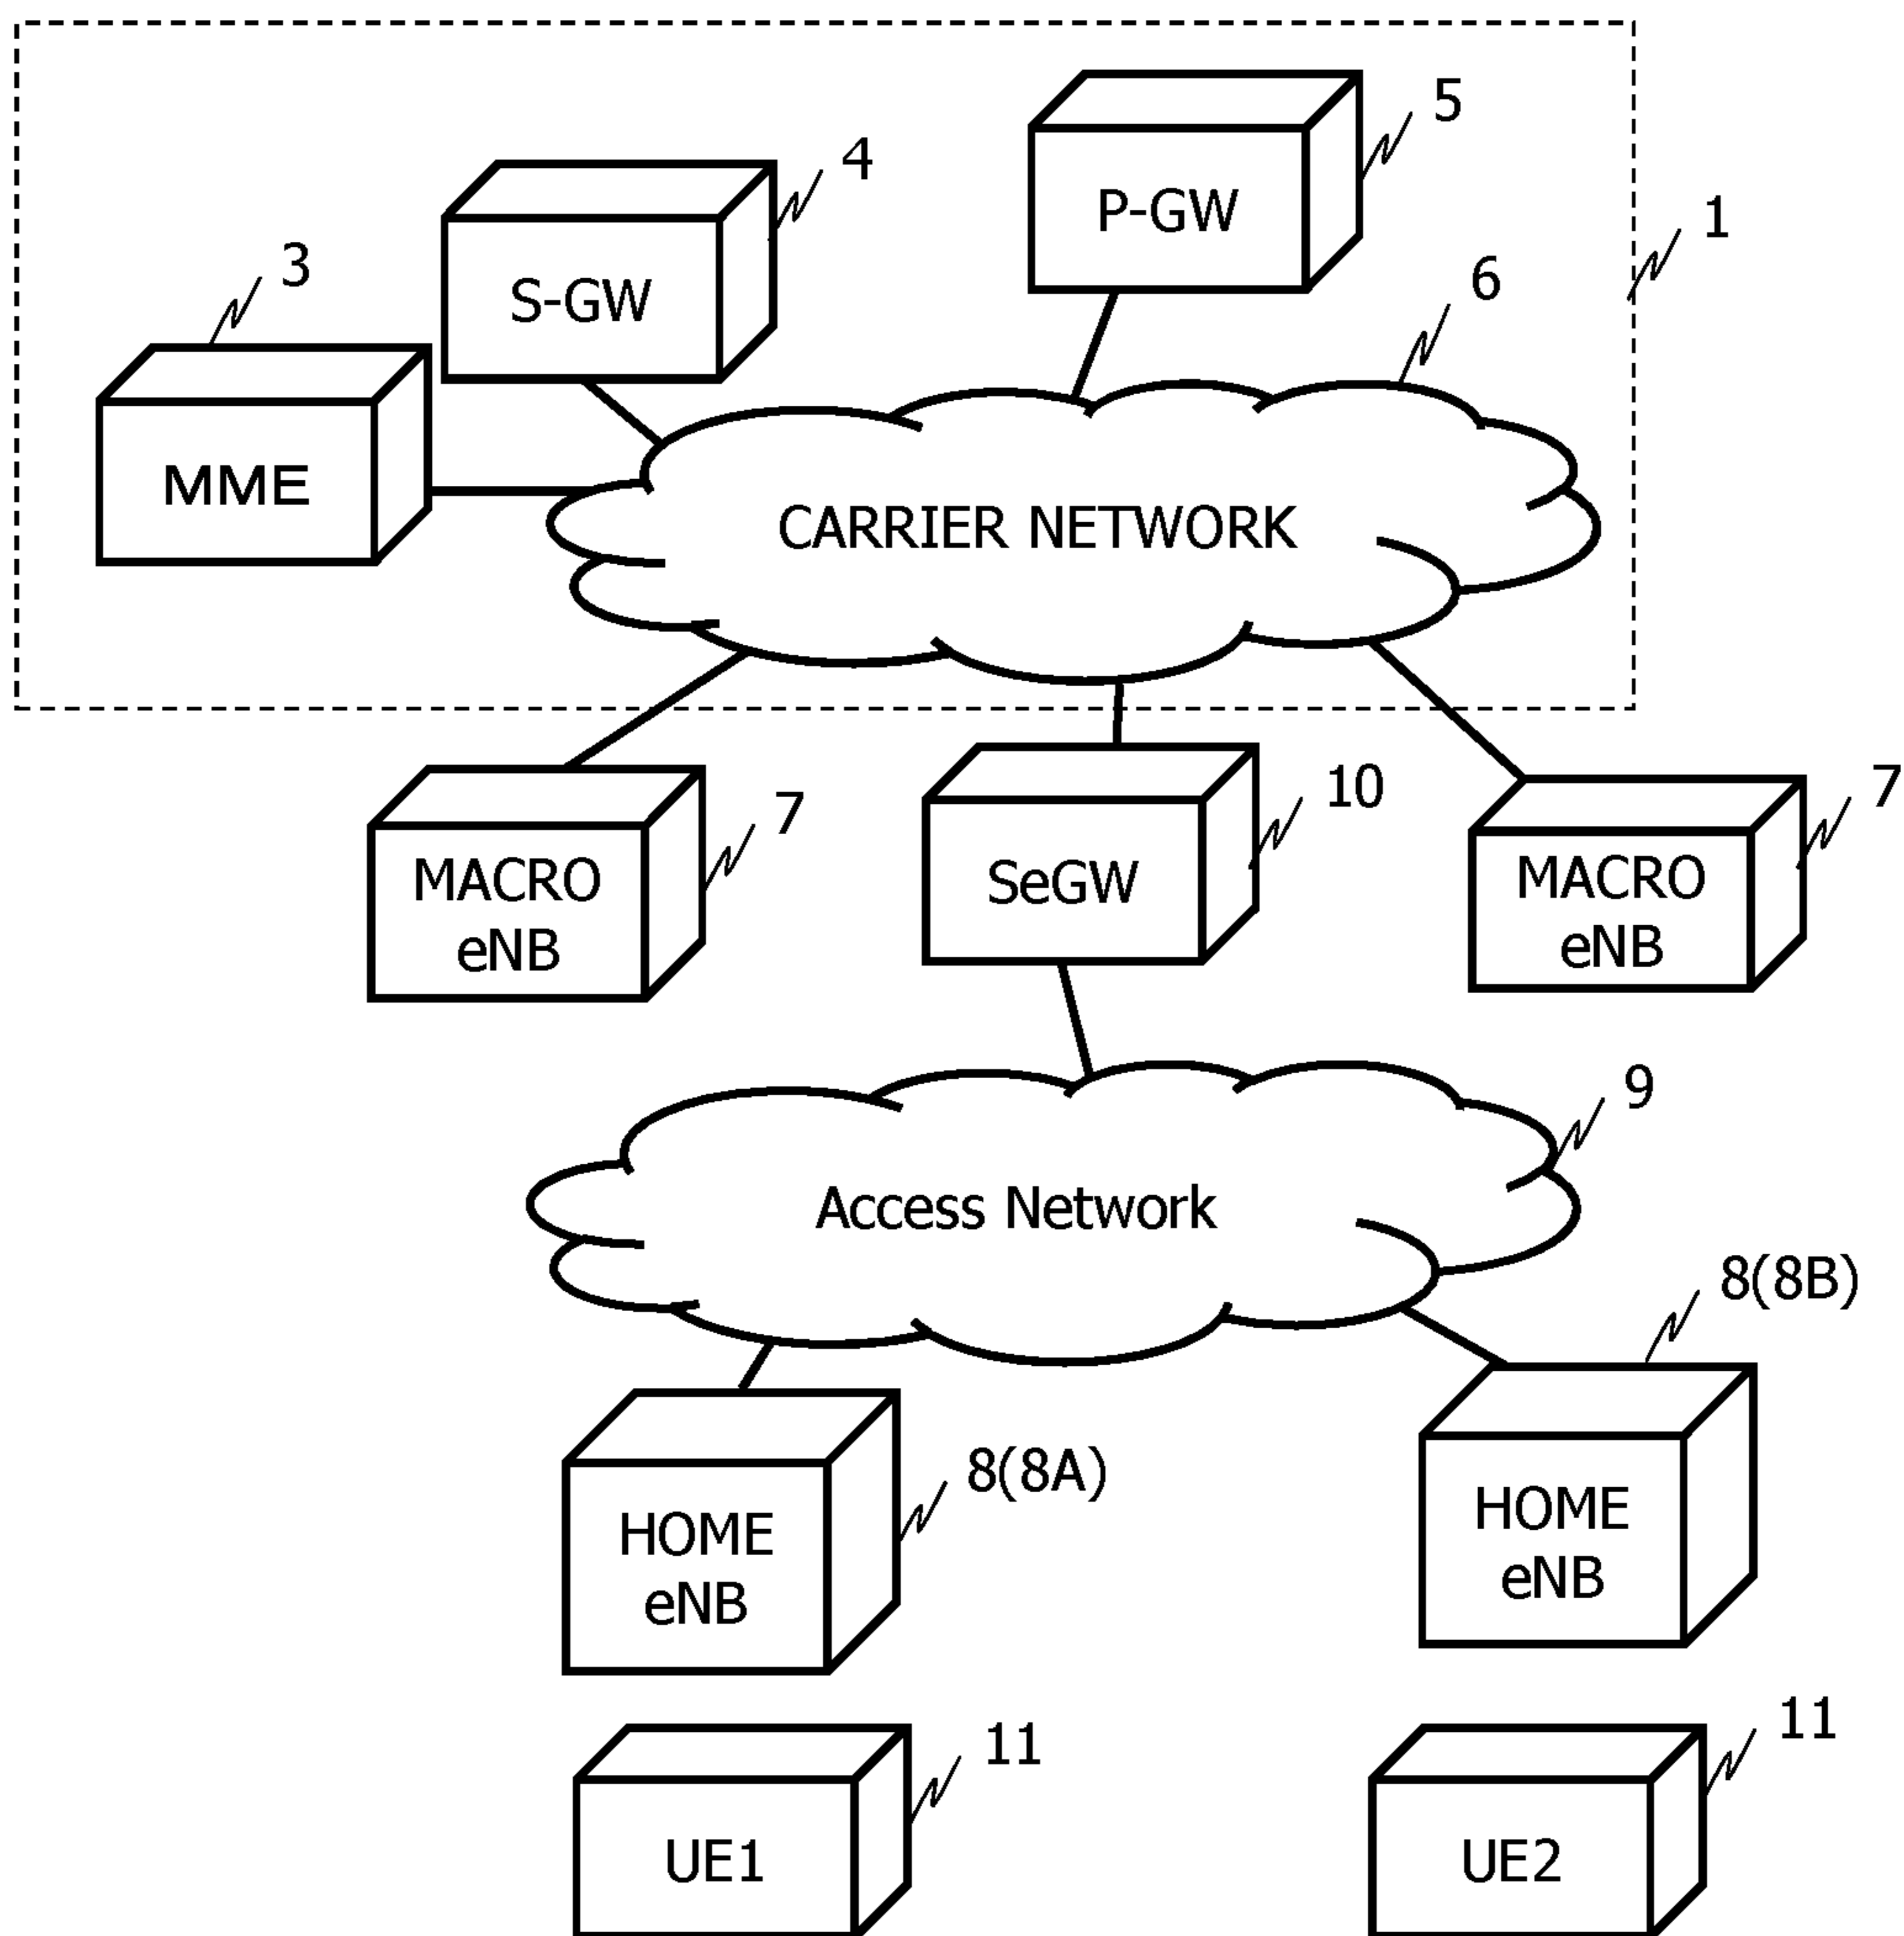 5
4
P-GW
1
3
6
S-GW
MME
CARRIER NETWORK
7
10
7
MACRO
eNB
SeGW
MACRO
eNB
9
Access Network
8(8B)
8(8A)
HOME
eNB
HOME
eNB
11
11
UE1
UE2